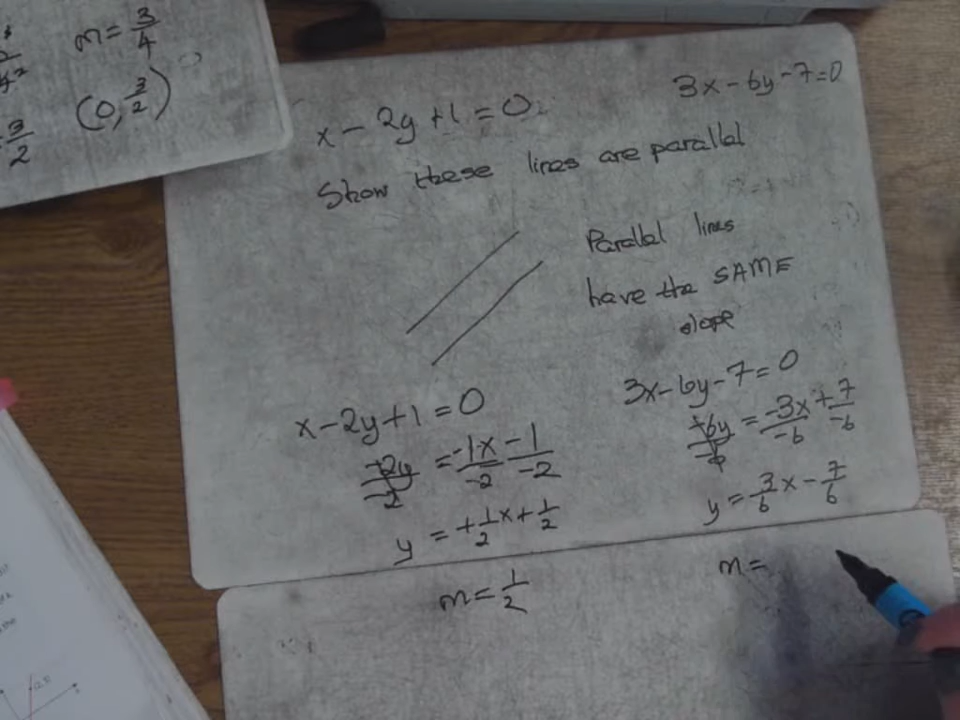 m = 3/4
(0, 3/2)
3/2
x - 2y + 1 = 0
3x - 6y - 7 = 0
Show these lines are parallel
Parallel lines
have the SAME
slope
x - 2y + 1 = 0
-2y/-2 = -1x/-2 - 1/-2
y = +1/2 x + 1/2
m = 1/2
3x - 6y - 7 = 0
-6y/-6 = -3x/-6 + 7/-6
y = 3/6 x - 7/6
m =